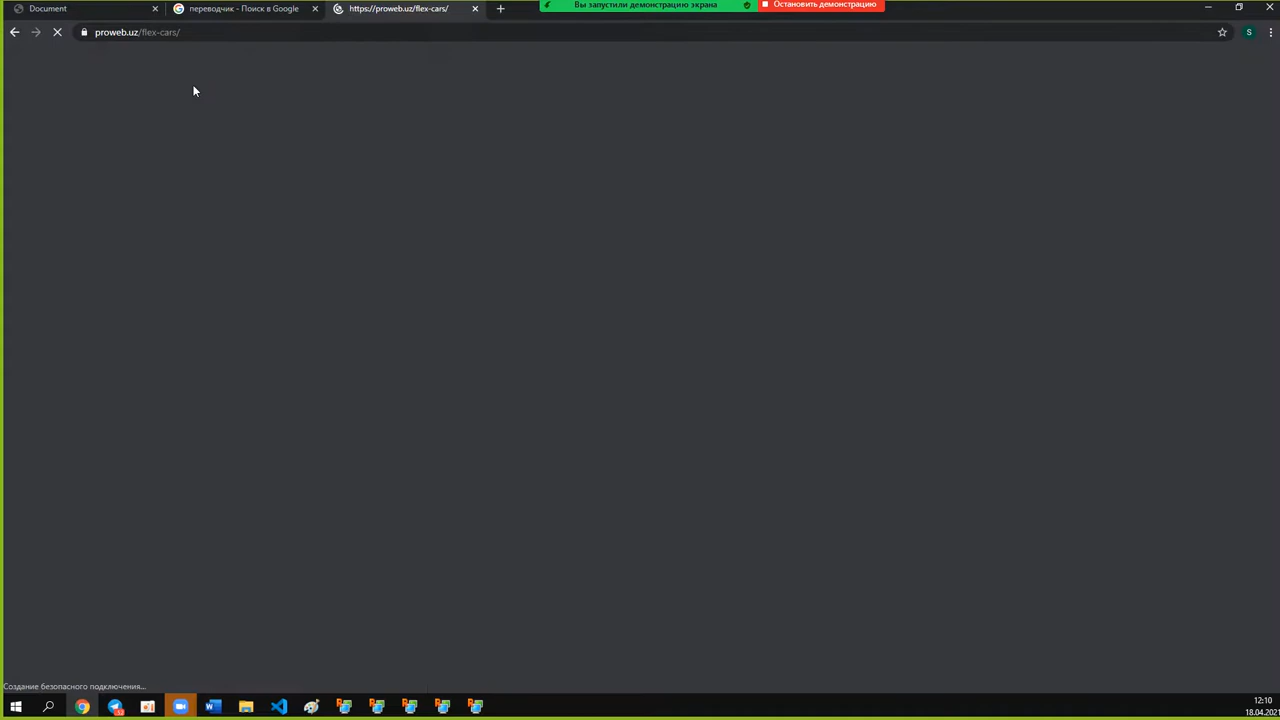 Document
переводчик - Поиск в Google
https://proweb.uz/flex-cars/
Вы запустили демонстрацию экрана
Остановить демонстрацию
proweb.uz/flex-cars/
S
Создание безопасного подключения...
12:10
18.04.2021